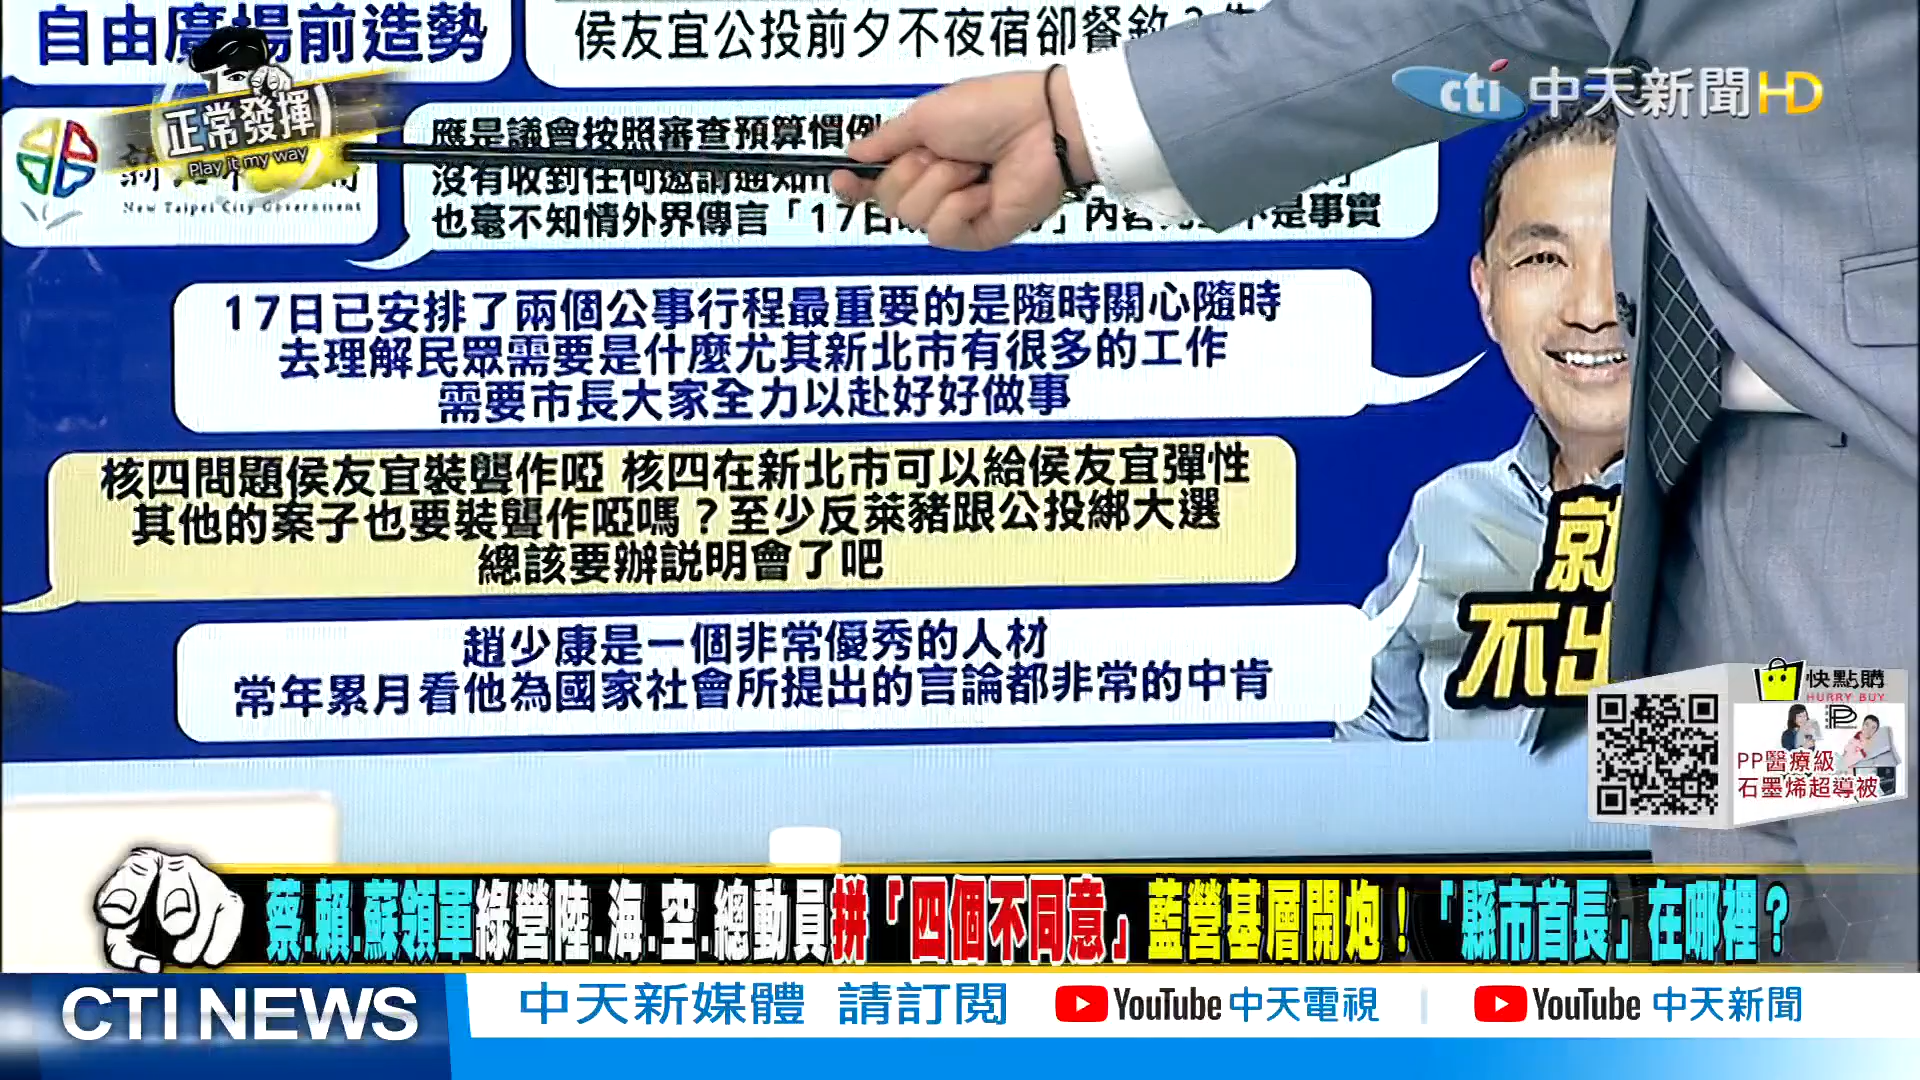 自由廣場前造勢
侯友宜公投前夕不夜宿卻餐敘?
cti 中天新聞HD
正常發揮
Play it my way
New Taipei City Government
應是議會按照審查預算慣例
沒有收到任何邀請通知
也毫不知情外界傳言「17日
」內容
不是事實
17日已安排了兩個公事行程最重要的是隨時關心隨時
去理解民眾需要是什麼尤其新北市有很多的工作
需要市長大家全力以赴好好做事
核四問題侯友宜裝聾作啞 核四在新北市可以給侯友宜彈性
其他的案子也要裝聾作啞嗎?至少反萊豬跟公投綁大選
總該要辦説明會了吧
趙少康是一個非常優秀的人材
常年累月看他為國家社會所提出的言論都非常的中肯
就
不
快點購
HURRY BUY
PP醫療級
石墨烯超導被
蔡.賴.蘇領軍綠營陸.海.空.總動員拼「四個不同意」藍營基層開炮!「縣市首長」在哪裡?
CTI NEWS
中天新媒體 請訂閱 YouTube 中天電視 | YouTube 中天新聞